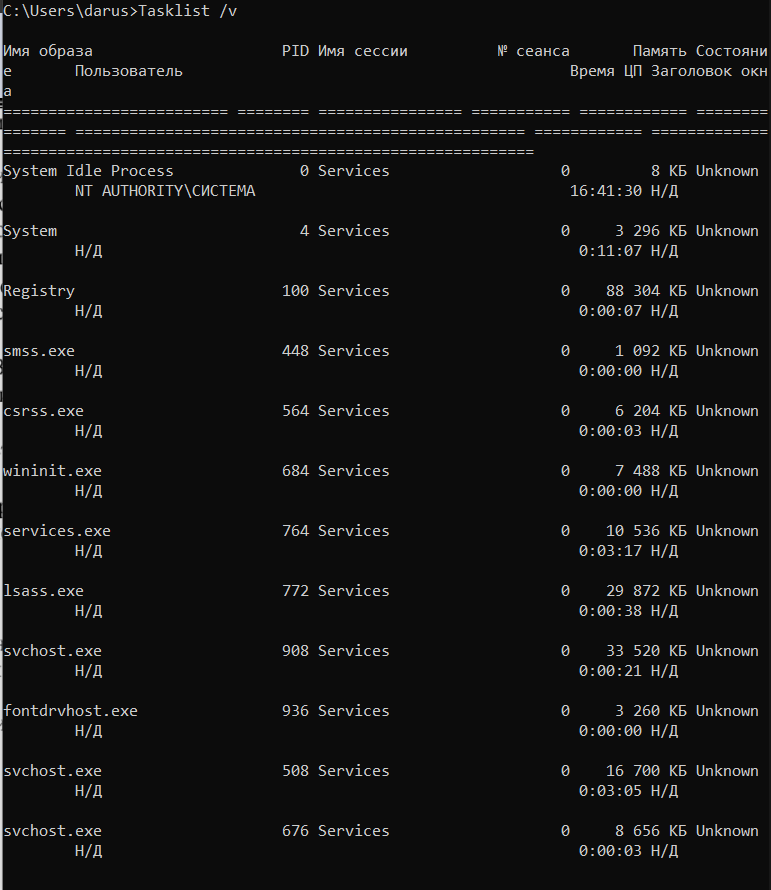 C:\Users\darus>Tasklist /v
Имя образа                     PID Имя сессии          № сеанса       Память Состояни
е       Пользователь                                           Время ЦП Заголовок окн
а
========================= ======== ================ =========== ============ ========
======= ================================================== ============ =============
===========================================================
System Idle Process              0 Services                   0         8 КБ Unknown
        NT AUTHORITY\СИСТЕМА                                   16:41:30 Н/Д
System                           4 Services                   0     3 296 КБ Unknown
        Н/Д                                                     0:11:07 Н/Д
Registry                       100 Services                   0    88 304 КБ Unknown
        Н/Д                                                     0:00:07 Н/Д
smss.exe                       448 Services                   0     1 092 КБ Unknown
        Н/Д                                                     0:00:00 Н/Д
csrss.exe                      564 Services                   0     6 204 КБ Unknown
        Н/Д                                                     0:00:03 Н/Д
wininit.exe                    684 Services                   0     7 488 КБ Unknown
        Н/Д                                                     0:00:00 Н/Д
services.exe                   764 Services                   0    10 536 КБ Unknown
        Н/Д                                                     0:03:17 Н/Д
lsass.exe                      772 Services                   0    29 872 КБ Unknown
        Н/Д                                                     0:00:38 Н/Д
svchost.exe                    908 Services                   0    33 520 КБ Unknown
        Н/Д                                                     0:00:21 Н/Д
fontdrvhost.exe                936 Services                   0     3 260 КБ Unknown
        Н/Д                                                     0:00:00 Н/Д
svchost.exe                    508 Services                   0    16 700 КБ Unknown
        Н/Д                                                     0:03:05 Н/Д
svchost.exe                    676 Services                   0     8 656 КБ Unknown
        Н/Д                                                     0:00:03 Н/Д